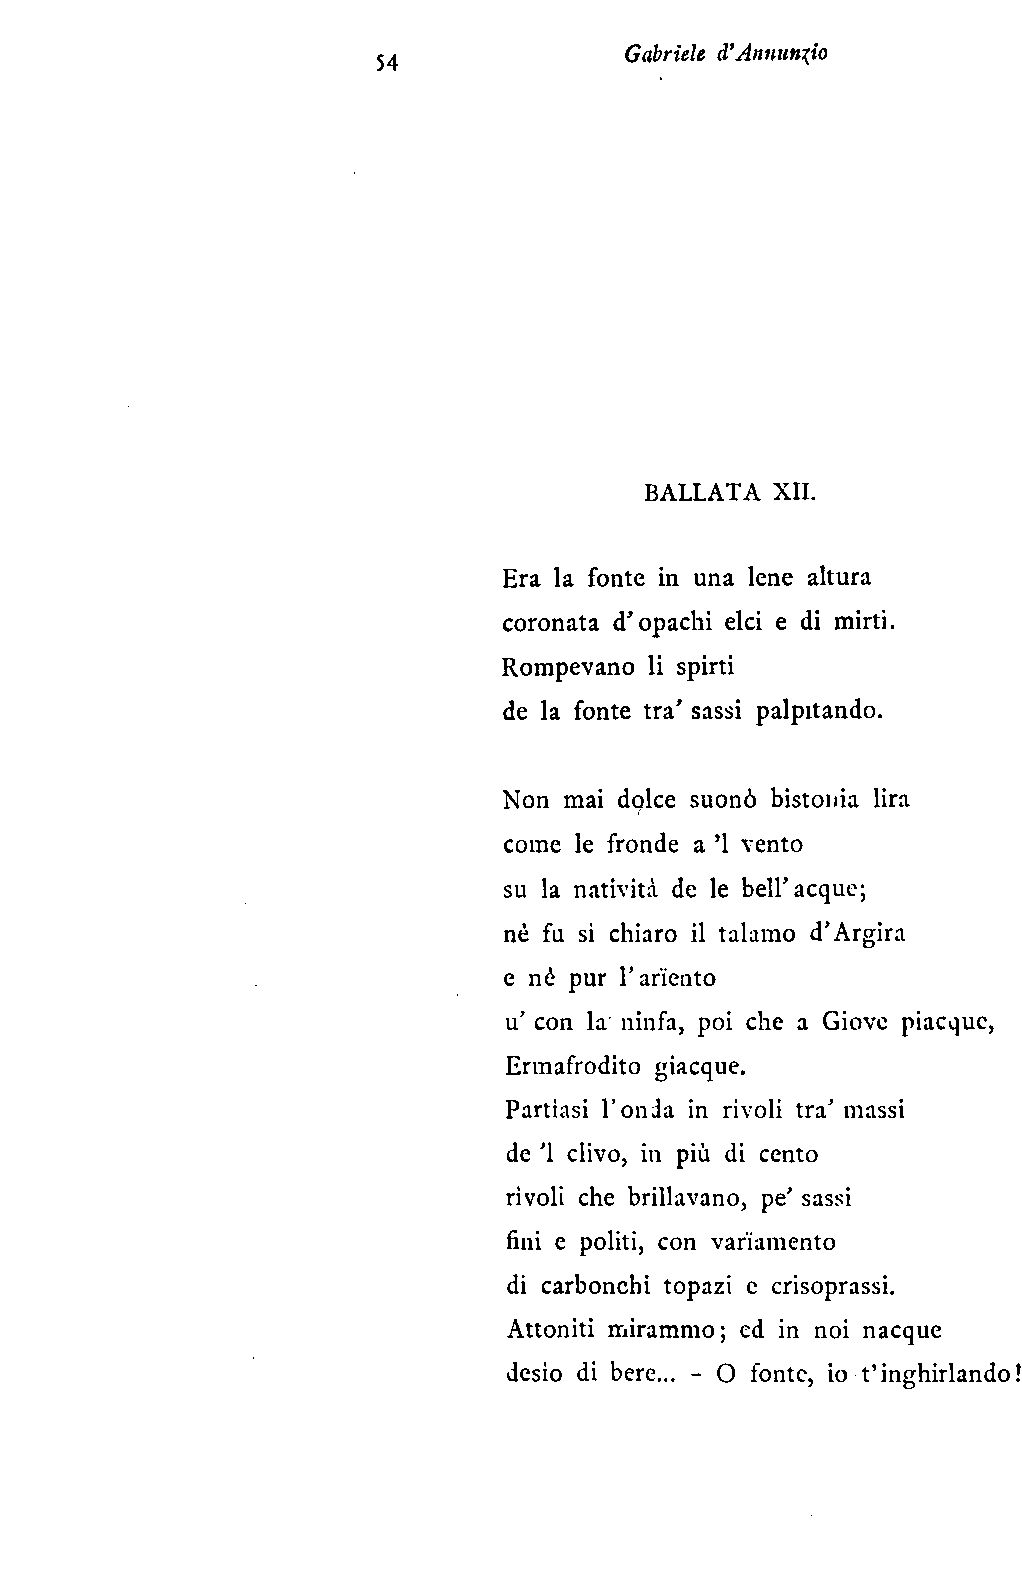 54
Gabriele d'Annunzio
BALLATA XII.
Era la fonte in una lene altura
coronata d'opachi elci e di mirti.
Rompevano li spirti
de la fonte tra' sassi palpitando.
Non mai dolce suonò bistonia lira
come le fronde a 'l vento
su la natività de le bell'acque;
nè fu si chiaro il talamo d'Argira
e nè pur l'arïento
u' con la ninfa, poi che a Giove piacque,
Ermafrodito giacque.
Partiasi l'onda in rivoli tra' massi
de 'l clivo, in più di cento
rivoli che brillavano, pe' sassi
fini e politi, con varïamento
di carbonchi topazi e crisoprassi.
Attoniti mirammo; ed in noi nacque
desio di bere... - O fonte, io t'inghirlando!